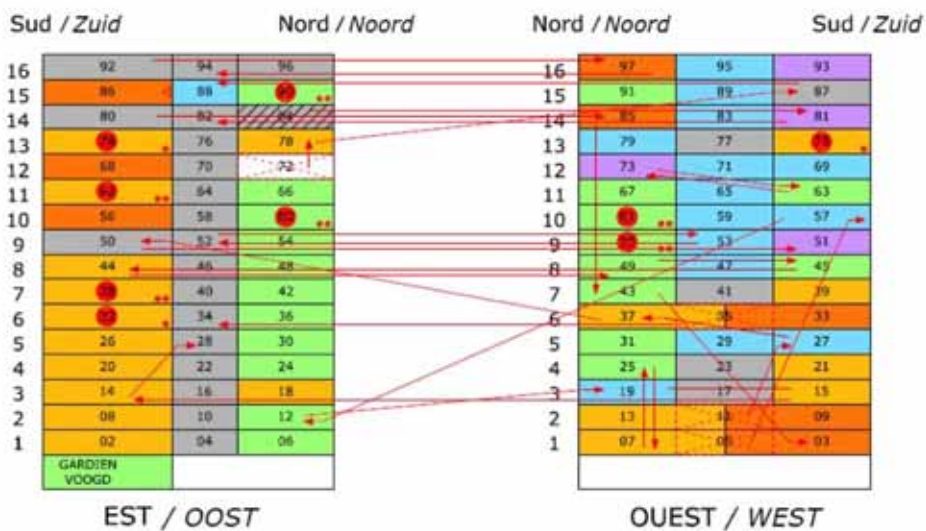 Sud / Zuid Nord / Noord Nord / Noord Sud / Zuid
16 92 94 96 16 97 95 93
15 86 88 15 91 89 87
14 80 82 14 85 83 81
13 74 76 78 13 79 77
12 68 70 72 12 73 71 69
11 62 64 66 11 67 65 63
10 56 58 10 61 59 57
9 50 52 54 9 53 51
8 44 46 48 8 49 47 45
7 40 42 7 43 41 39
6 34 36 6 37 35 33
5 26 28 30 5 31 29 27
4 20 22 24 4 25 23 21
3 14 16 18 3 19 17 15
2 08 10 12 2 13 09
1 02 04 06 1 07 05 03
GARDIEN
VOOGD
EST / OOST OUEST / WEST